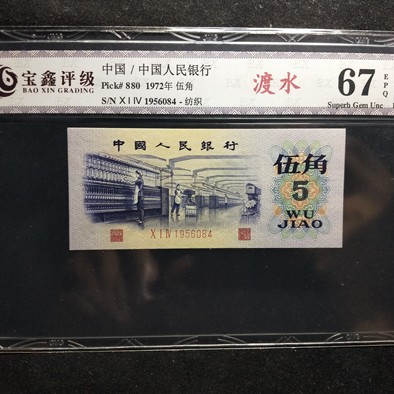 宝鑫评级
BAO XIN GRADING
中国 / 中国人民银行
Pick# 880 1972年 伍角
S/N X I IV 1956084 - 纺织
渡水
67
EPQ
Superb Gem Unc
中国人民银行
伍角
5
WU
JIAO
X I IV 1956084